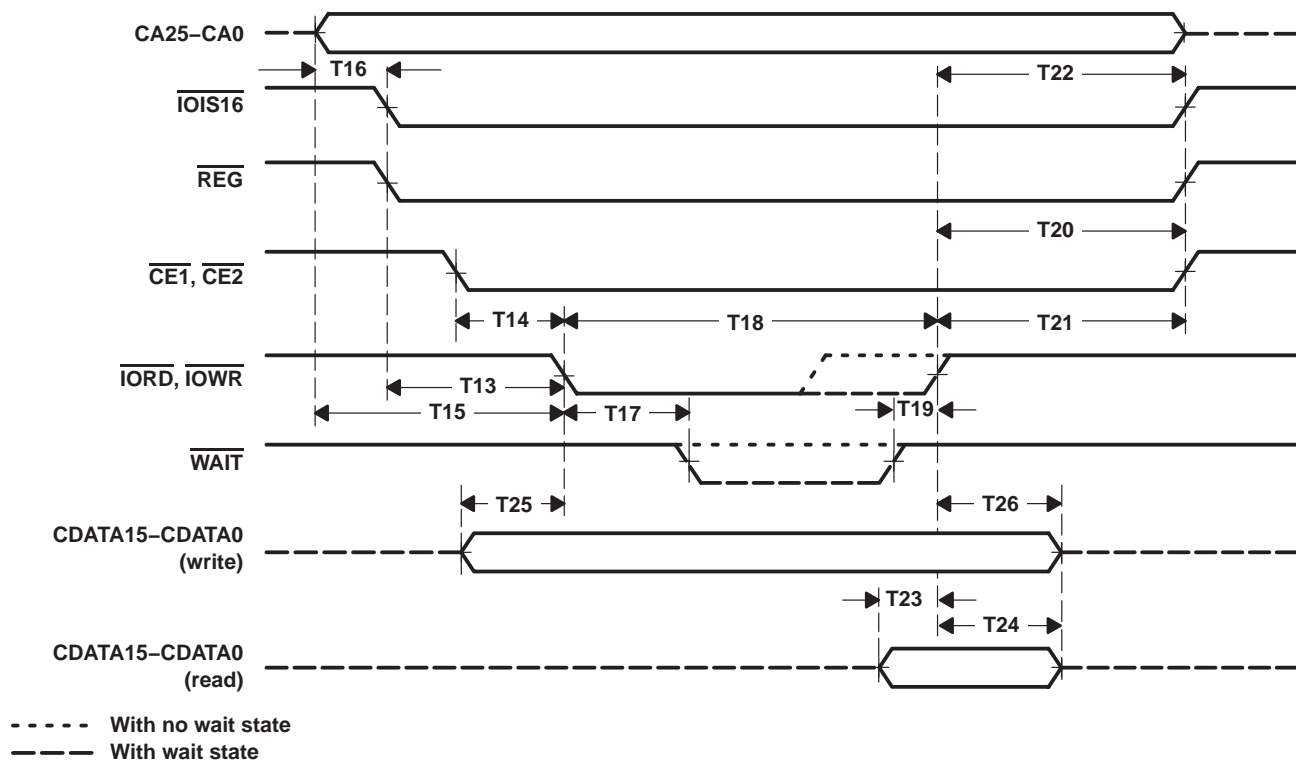 CA25–CA0
T16
T22
IOIS16
REG
T20
CE1, CE2
T14
T18
T21
IORD, IOWR
T13
T15
T17
T19
WAIT
T25
T26
CDATA15–CDATA0
(write)
T23
T24
CDATA15–CDATA0
(read)
With no wait state
With wait state